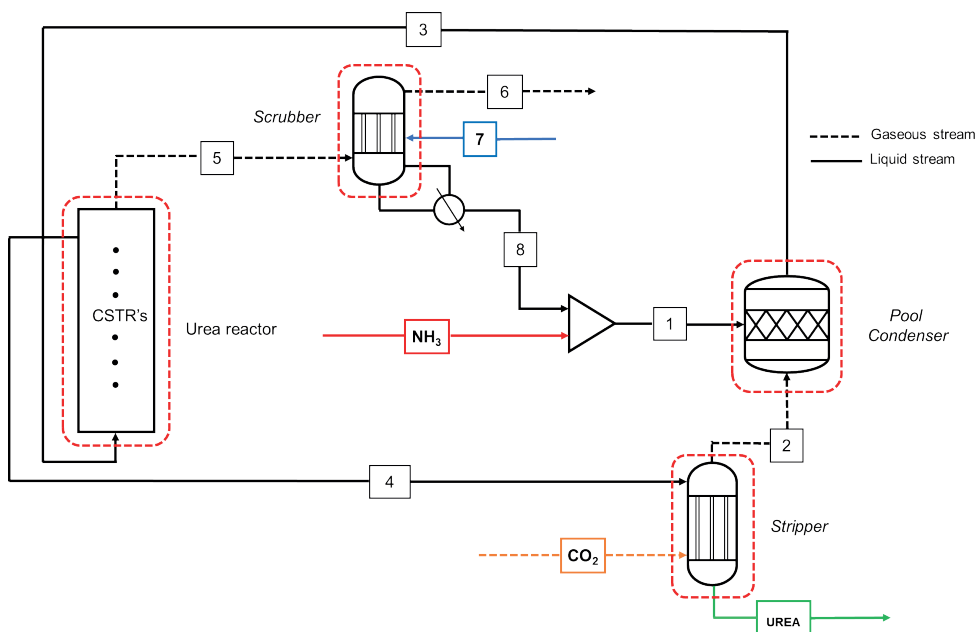 3
Scrubber
6
7
Gaseous stream
Liquid stream
5
8
CSTR's
Urea reactor
NH₃
1
Pool
Condenser
2
4
Stripper
CO₂
UREA